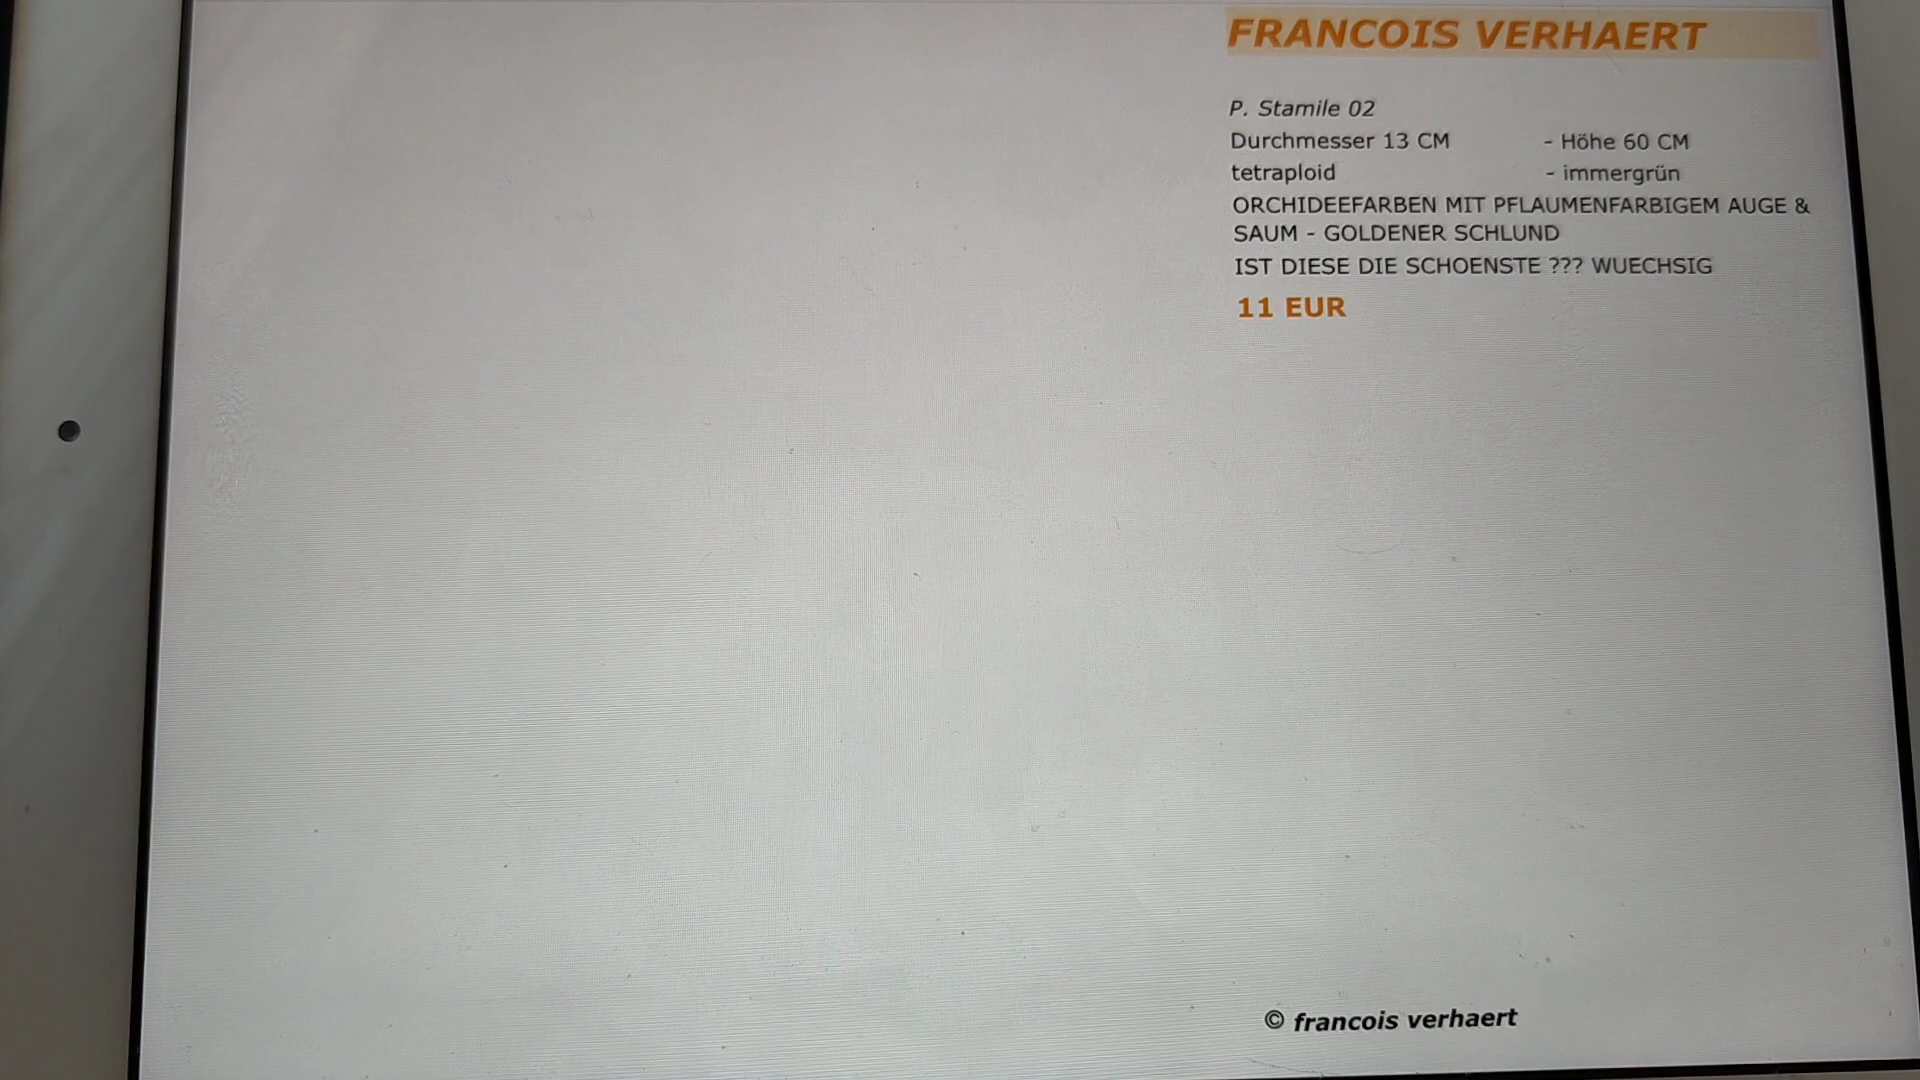 FRANCOIS VERHAERT
P. Stamile 02
Durchmesser 13 CM - Höhe 60 CM
tetraploid - immergrün
ORCHIDEEFARBEN MIT PFLAUMENFARBIGEM AUGE &
SAUM - GOLDENER SCHLUND
IST DIESE DIE SCHOENSTE ??? WUECHSIG
11 EUR
© francois verhaert